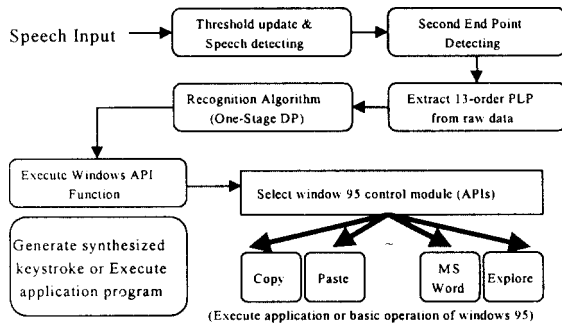 Speech Input
Threshold update &
Speech detecting
Second End Point
Detecting
Recognition Algorithm
(One-Stage DP)
Extract 13-order PLP
from raw data
Execute Windows API
Function
Select window 95 control module (APIs)
Generate synthesized
keystroke or Execute
application program
Copy
Paste
~
MS
Word
Explore
(Execute application or basic operation of windows 95)